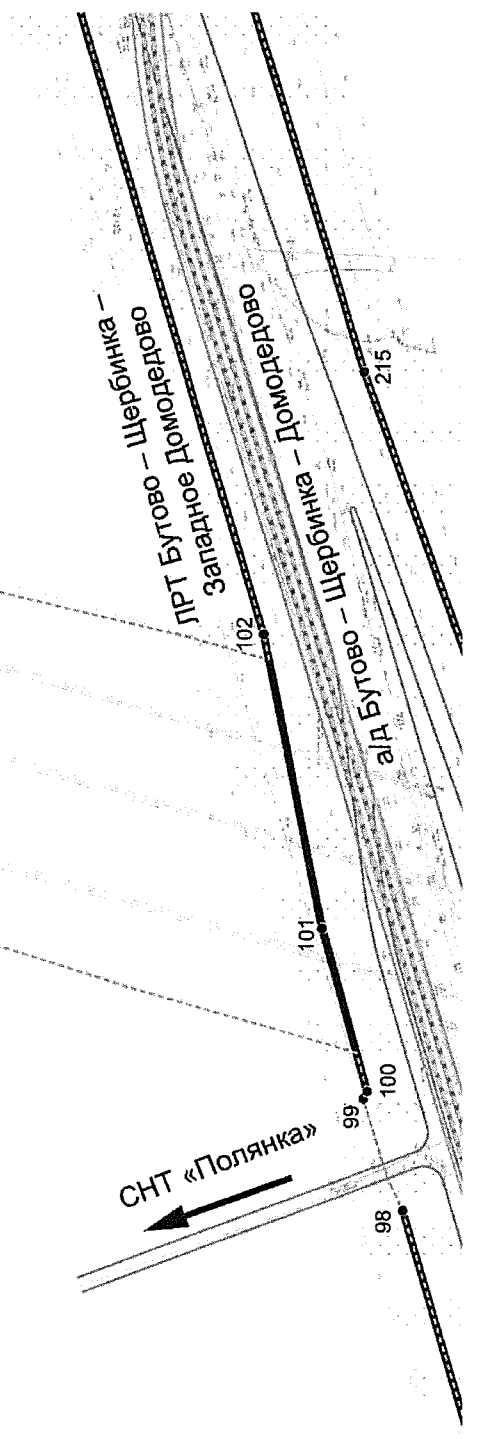 ЛРТ Бутово – Щербинка –
Западное Домодедово
а/д Бутово – Щербинка – Домодедово
215
102
101
100
99
СНТ «Полянка»
98